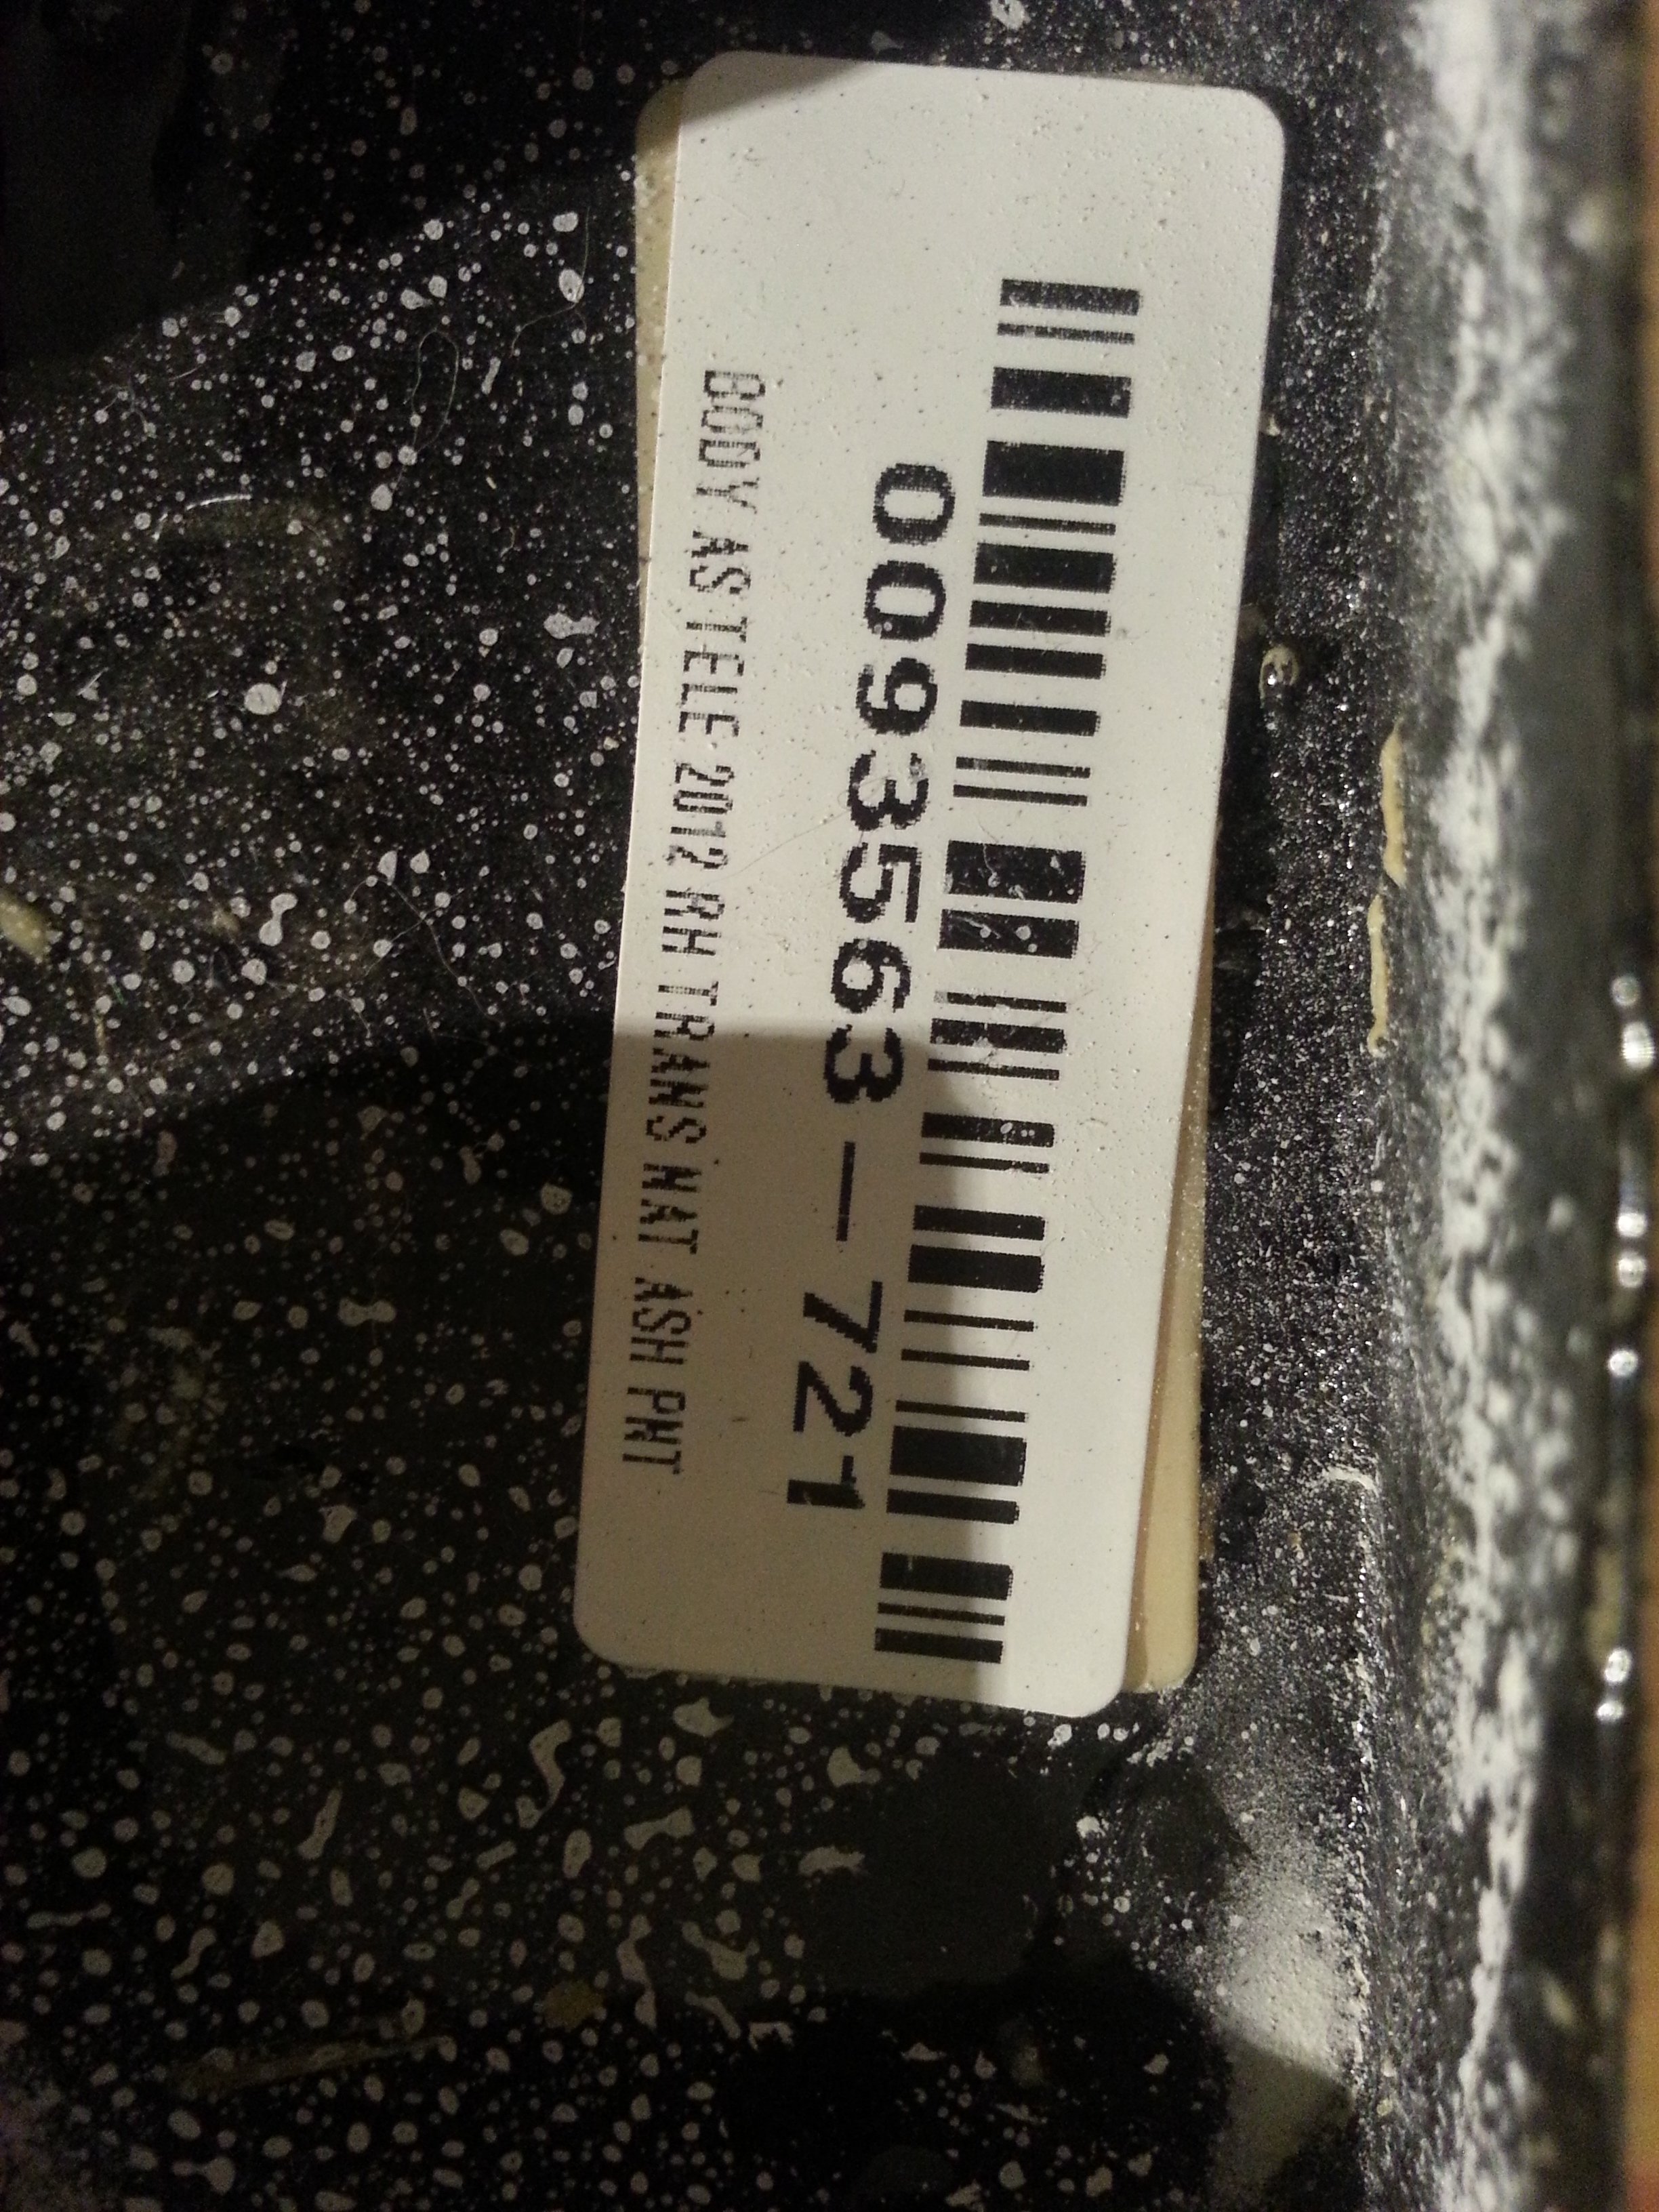 0093563-721
BODY AS TELE 2012 RH TRANS NAT ASH PNT